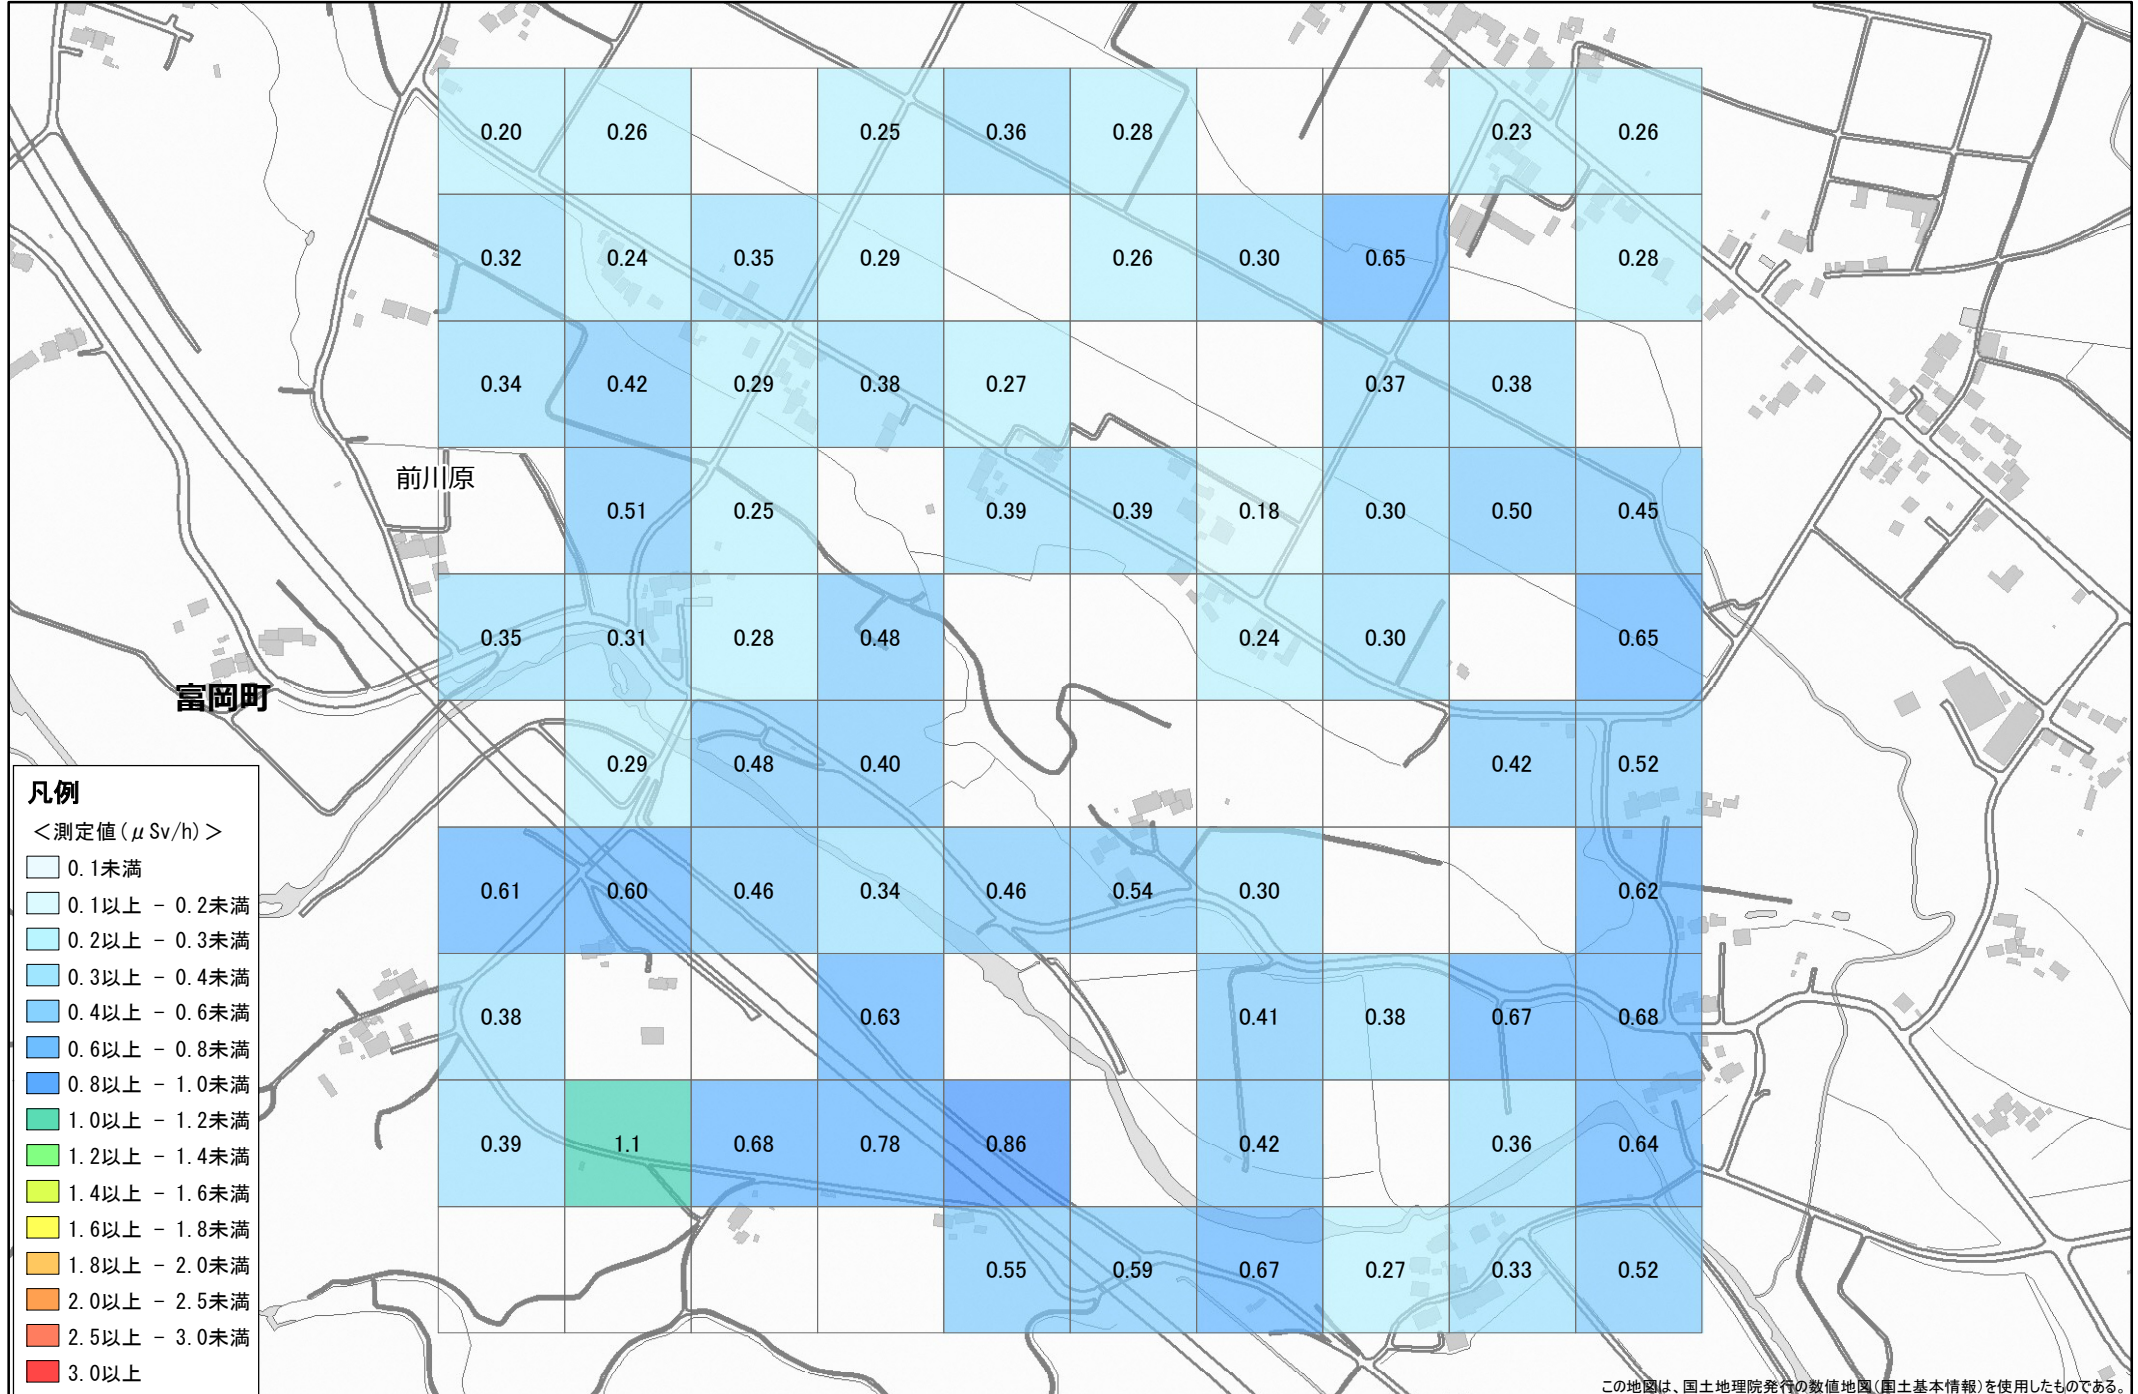 0.20 0.26 0.25 0.36 0.28 0.23 0.26
0.32 0.24 0.35 0.29 0.26 0.30 0.65 0.28
0.34 0.42 0.29 0.38 0.27 0.37 0.38
前川原
0.51 0.25 0.39 0.39 0.18 0.30 0.50 0.45
0.35 0.31 0.28 0.48 0.24 0.30 0.65
富岡町
0.29 0.48 0.40 0.42 0.52
0.61 0.60 0.46 0.34 0.46 0.54 0.30 0.62
0.38 0.63 0.41 0.38 0.67 0.68
0.39 1.1 0.68 0.78 0.86 0.42 0.36 0.64
0.55 0.59 0.67 0.27 0.33 0.52
凡例
＜測定値(μSv/h)＞
0.1未満
0.1以上 － 0.2未満
0.2以上 － 0.3未満
0.3以上 － 0.4未満
0.4以上 － 0.6未満
0.6以上 － 0.8未満
0.8以上 － 1.0未満
1.0以上 － 1.2未満
1.2以上 － 1.4未満
1.4以上 － 1.6未満
1.6以上 － 1.8未満
1.8以上 － 2.0未満
2.0以上 － 2.5未満
2.5以上 － 3.0未満
3.0以上
この地図は、国土地理院発行の数値地図(国土基本情報)を使用したものである。